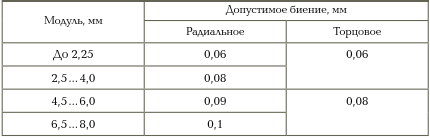 Модуль, мм
Допустимое биение, мм
Радиальное Торцовое
До 2,25 0,06 0,06
2,5...4,0 0,08
4,5...6,0 0,09 0,08
6,5...8,0 0,1